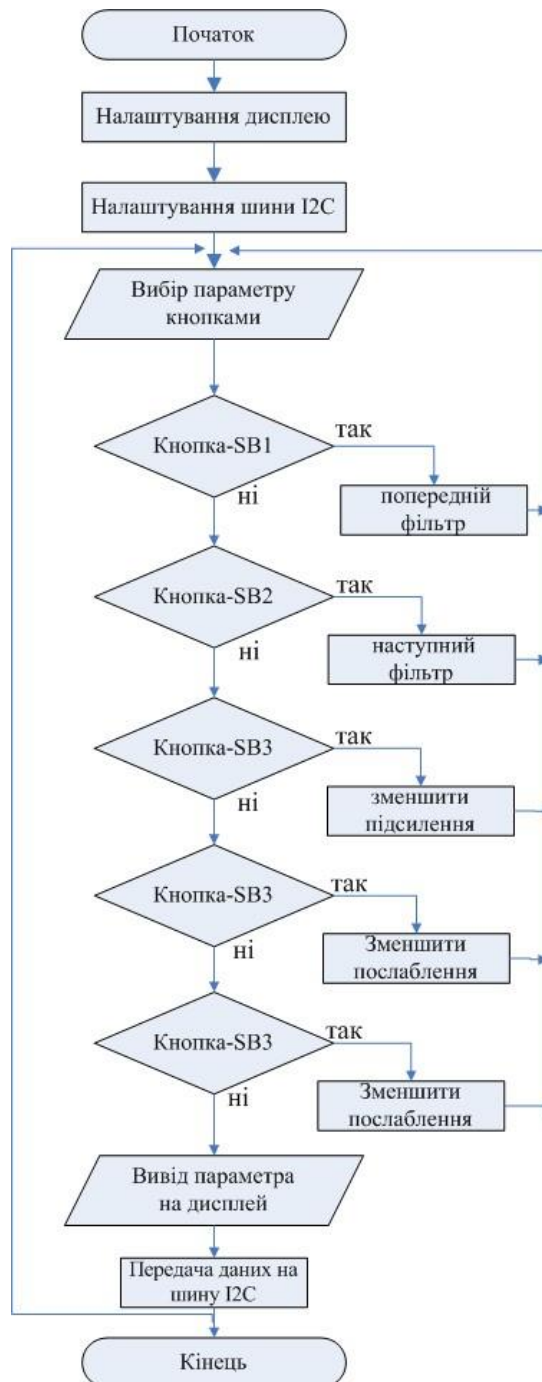 Початок
Налаштування дисплею
Налаштування шини I2C
Вибір параметру
кнопками
Кнопка-SB1
так
ні
попередній
фільтр
Кнопка-SB2
так
ні
наступний
фільтр
Кнопка-SB3
так
ні
зменшити
підсилення
Кнопка-SB3
так
ні
Зменшити
послаблення
Кнопка-SB3
так
ні
Зменшити
послаблення
Вивід параметра
на дисплей
Передача даних на
шину I2C
Кінець